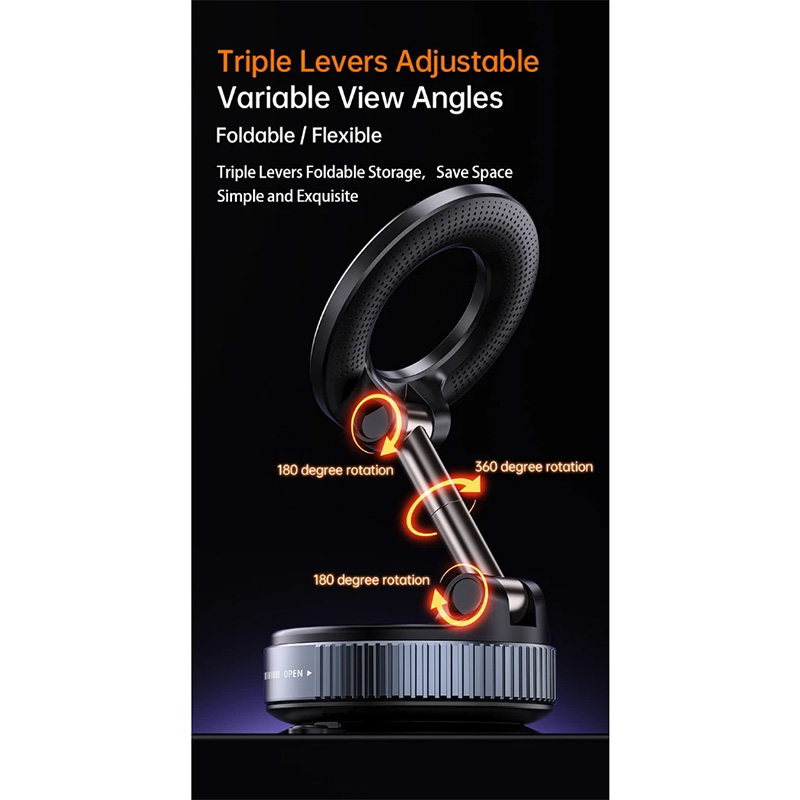 Triple Levers Adjustable
Variable View Angles
Foldable / Flexible
Triple Levers Foldable Storage, Save Space
Simple and Exquisite
180 degree rotation
360 degree rotation
180 degree rotation
OPEN